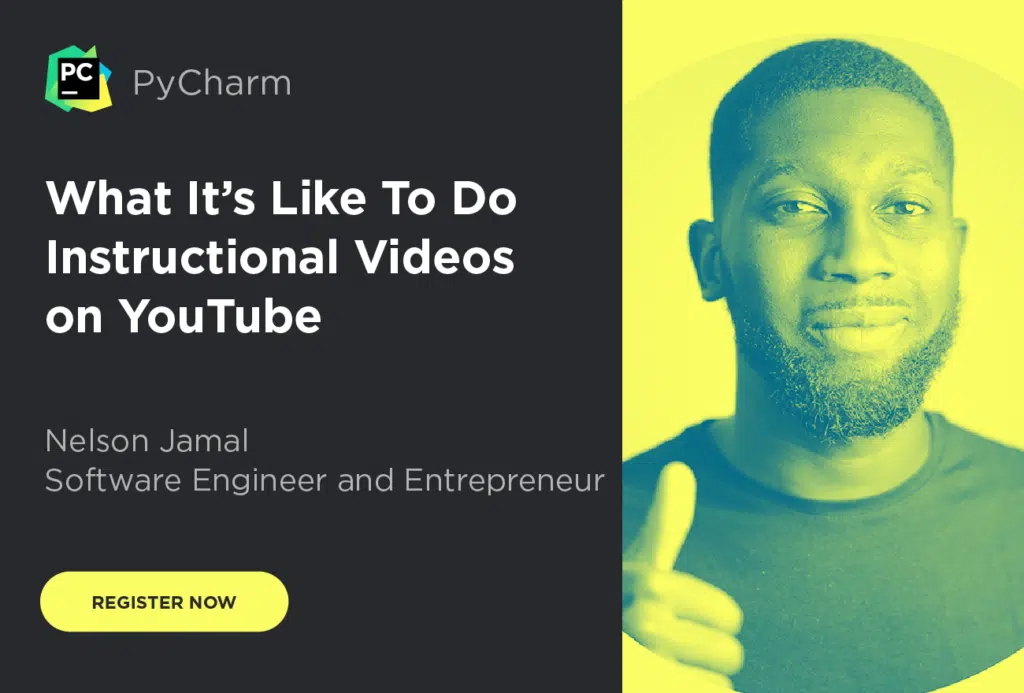 PC
PyCharm
What It’s Like To Do
Instructional Videos
on YouTube
Nelson Jamal
Software Engineer and Entrepreneur
REGISTER NOW